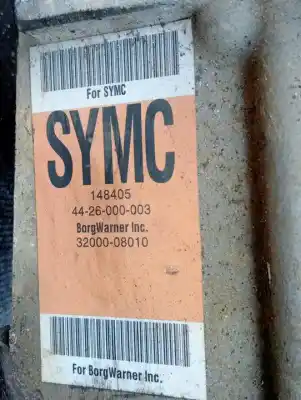 For SYMC
SYMC
148405
44-26-000-003
BorgWarner Inc.
32000-08010
For BorgWarner Inc.